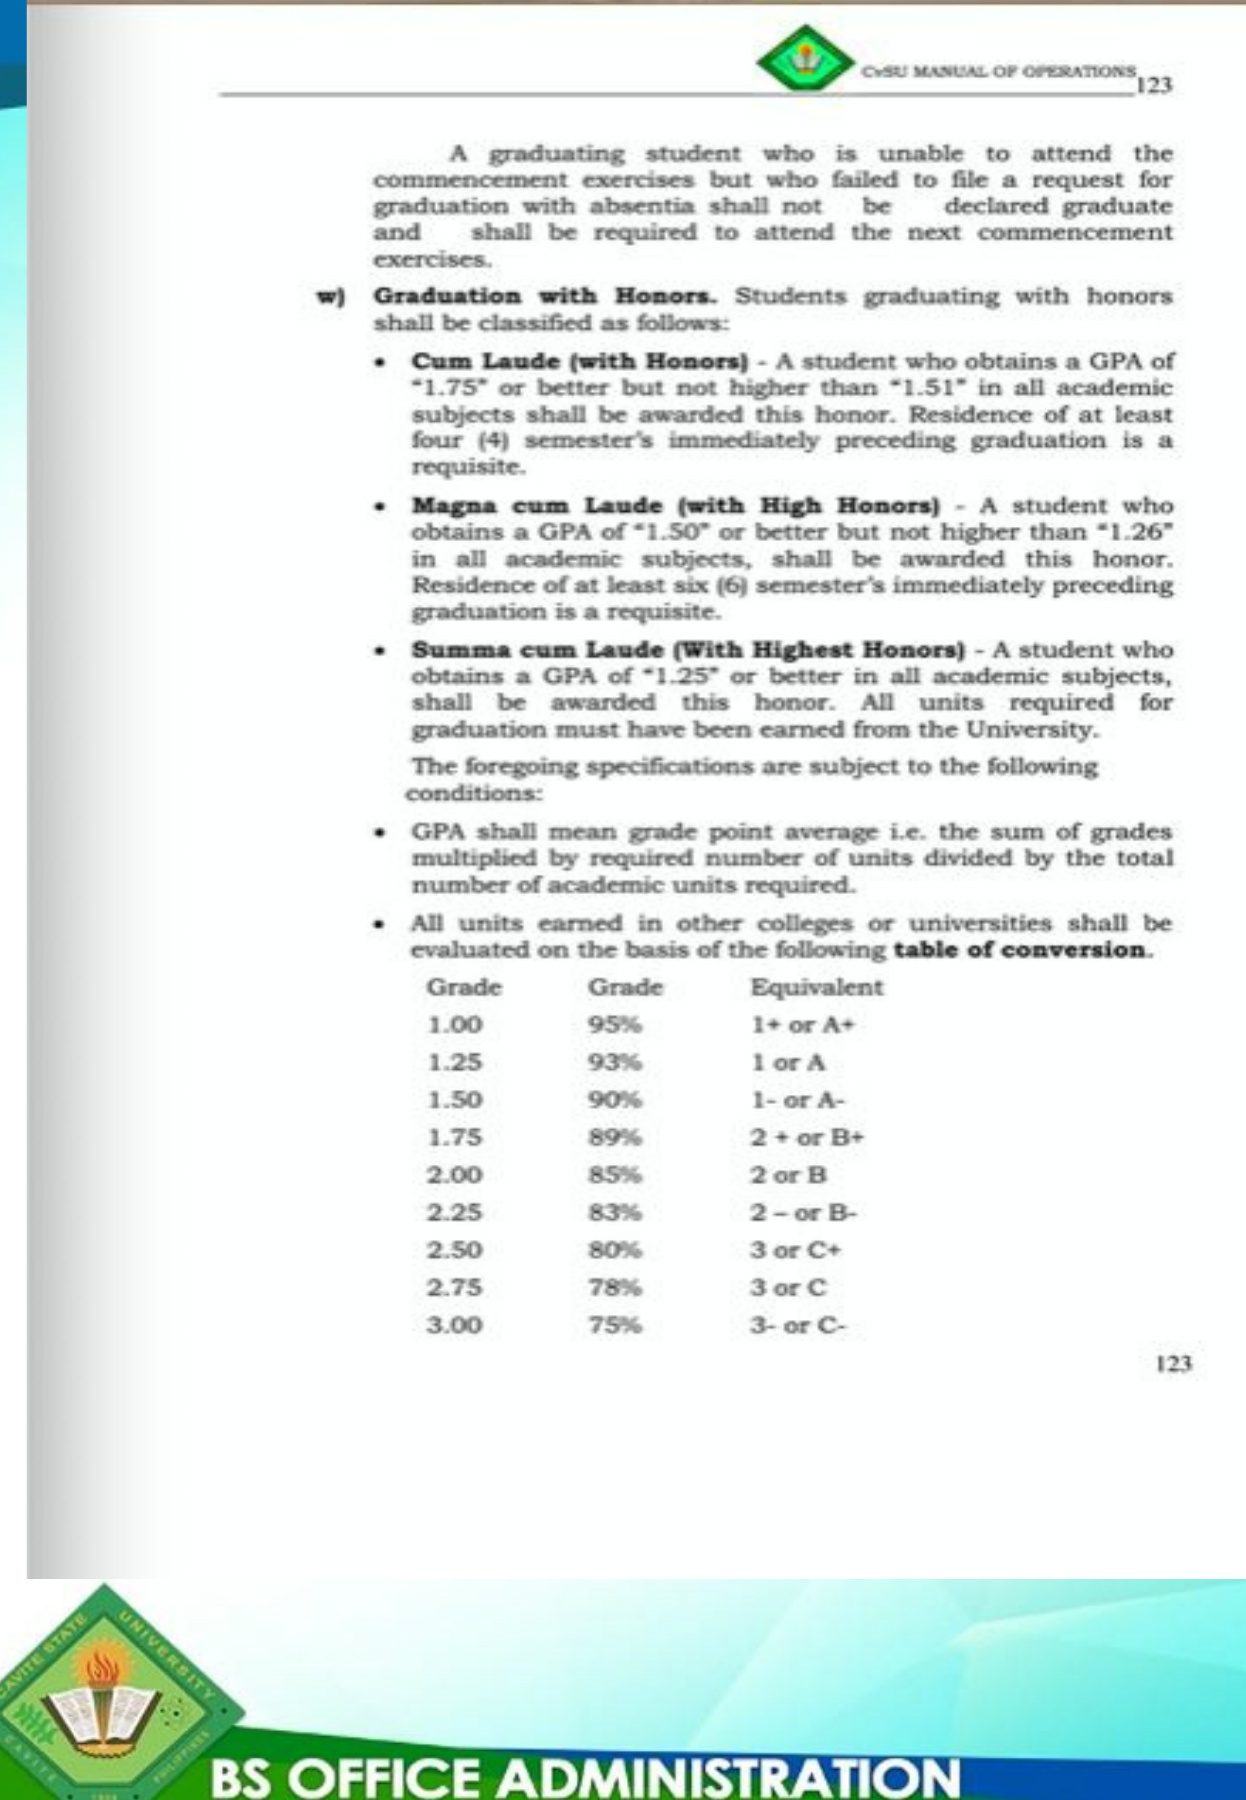 CvSU MANUAL OF OPERATIONS
123
A graduating student who is unable to attend the
commencement exercises but who failed to file a request for
graduation with absentia shall not be declared graduate
and shall be required to attend the next commencement
exercises.
w) Graduation with Honors. Students graduating with honors
shall be classified as follows:
• Cum Laude (with Honors) - A student who obtains a GPA of
"1.75" or better but not higher than "1.51" in all academic
subjects shall be awarded this honor. Residence of at least
four (4) semester's immediately preceding graduation is a
requisite.
• Magna cum Laude (with High Honors) - A student who
obtains a GPA of "1.50" or better but not higher than "1.26"
in all academic subjects, shall be awarded this honor.
Residence of at least six (6) semester's immediately preceding
graduation is a requisite.
• Summa cum Laude (With Highest Honors) - A student who
obtains a GPA of "1.25" or better in all academic subjects,
shall be awarded this honor. All units required for
graduation must have been earned from the University.
The foregoing specifications are subject to the following
conditions:
• GPA shall mean grade point average i.e. the sum of grades
multiplied by required number of units divided by the total
number of academic units required.
• All units earned in other colleges or universities shall be
evaluated on the basis of the following table of conversion.
Grade Grade Equivalent
1.00 95% 1+ or A+
1.25 93% 1 or A
1.50 90% 1- or A-
1.75 89% 2 + or B+
2.00 85% 2 or B
2.25 83% 2 – or B-
2.50 80% 3 or C+
2.75 78% 3 or C
3.00 75% 3- or C-
123
CAVITE STATE UNIVERSITY
CAVITE PHILIPPINES
BS OFFICE ADMINISTRATION